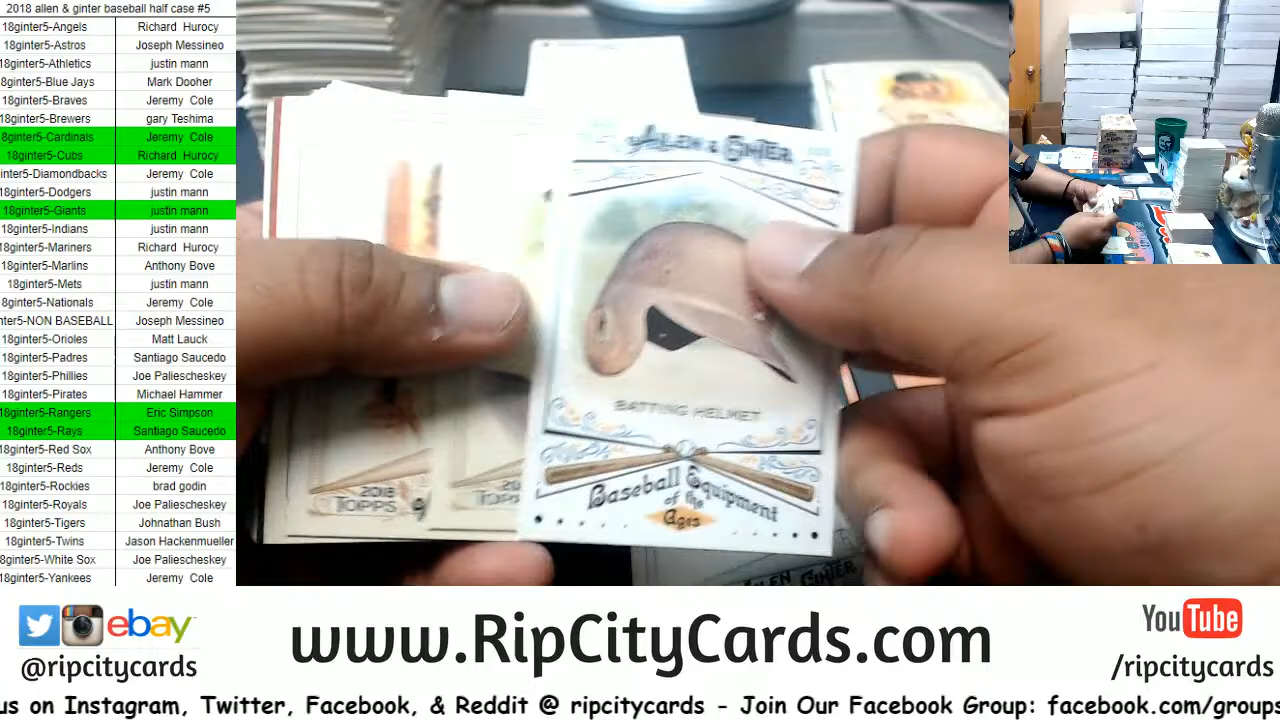 2018 allen & ginter baseball half case #5
18ginter5-Angels Richard Hurocy
18ginter5-Astros Joseph Messineo
18ginter5-Athletics justin mann
8ginter5-Blue Jays Mark Dooher
18ginter5-Braves Jeremy Cole
18ginter5-Brewers gary Teshima
8ginter5-Cardinals Jeremy Cole
18ginter5-Cubs Richard Hurocy
inter5-Diamondbacks Jeremy Cole
18ginter5-Dodgers justin mann
18ginter5-Giants justin mann
18ginter5-Indians justin mann
18ginter5-Mariners Richard Hurocy
18ginter5-Marlins Anthony Bove
18ginter5-Mets justin mann
8ginter5-Nationals Jeremy Cole
nter5-NON BASEBALL Joseph Messineo
18ginter5-Orioles Matt Lauck
18ginter5-Padres Santiago Saucedo
18ginter5-Phillies Joe Paliescheskey
18ginter5-Pirates Michael Hammer
18ginter5-Rangers Eric Simpson
18ginter5-Rays Santiago Saucedo
18ginter5-Red Sox Anthony Bove
18ginter5-Reds Jeremy Cole
18ginter5-Rockies brad godin
18ginter5-Royals Joe Paliescheskey
18ginter5-Tigers Johnathan Bush
18ginter5-Twins Jason Hackenmueller
8ginter5-White Sox Joe Paliescheskey
18ginter5-Yankees Jeremy Cole
ALLEN & GINTER
BATTING HELMET
Baseball Equipment
of the
Ages
2018
TOPPS
20
TOPPS
ALLEN GINTER
ebay
@ripcitycards
www.RipCityCards.com
YouTube
/ripcitycards
us on Instagram, Twitter, Facebook, & Reddit @ ripcitycards - Join Our Facebook Group: facebook.com/groups